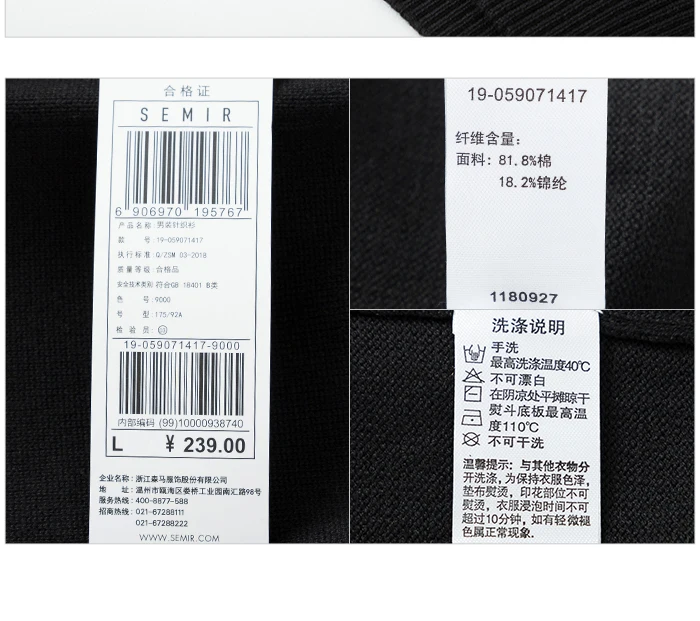 合格证
SEMIR
6 906970 195767
产品名称:男装针织衫
款 号:19-059071417
执行标准:Q/ZSM 03-2018
质量等级:合格品
安全技术类别:符合GB 18401 B类
色 号:9000
号 型:175/92A
检 验 员:
19-059071417-9000
内部编码 (99)10000938740
L ¥ 239.00
企业名称:浙江森马服饰股份有限公司
地 址:温州市瓯海区娄桥工业园南汇路98号
服务热线:400-8877-588
招商热线:021-67288111
021-67288222
WWW.SEMIR.COM
19-059071417
纤维含量:
面料:81.8%棉
18.2%锦纶
1180927
洗涤说明
手洗
最高洗涤温度40℃
不可漂白
在阴凉处平摊晾干
熨斗底板最高温
度110℃
不可干洗
温馨提示:与其他衣物分
开洗涤,为保持衣服色泽,
垫布熨烫,印花部位不可
熨烫,衣服浸泡时间不可
超过10分钟,如有轻微褪
色属正常现象.